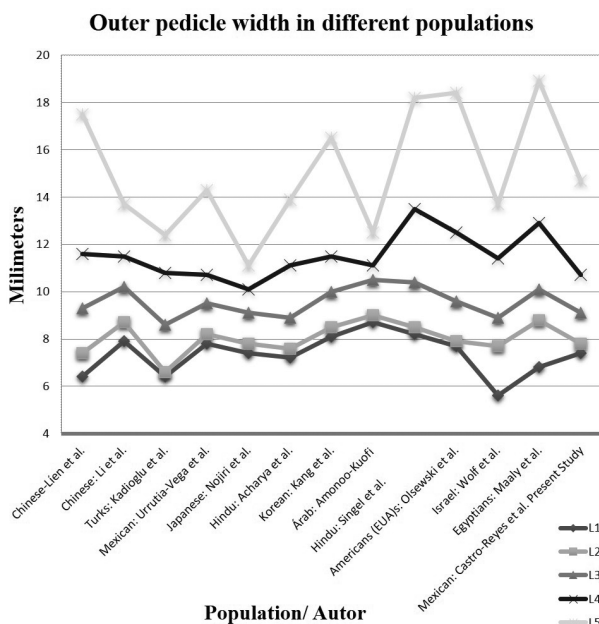 Outer pedicle width in different populations
20
18
16
14
12
10
8
6
4
Milimeters
Chinese-Lien et al.
Chinese: Li et al.
Turks: Kadioglu et al.
Mexican: Urrutia-Vega et al.
Japanese: Nojiri et al.
Hindu: Acharya et al.
Korean: Kang et al.
Árab: Amonoo-Kuofi
Hindu: Singel et al.
Americans (EUA)s: Olsewski et al.
Israel: Wolf et al.
Egyptians: Maaly et al.
Mexican: Castro-Reyes et al. Present Study
L1
L2
L3
L4
L5
Population/ Autor